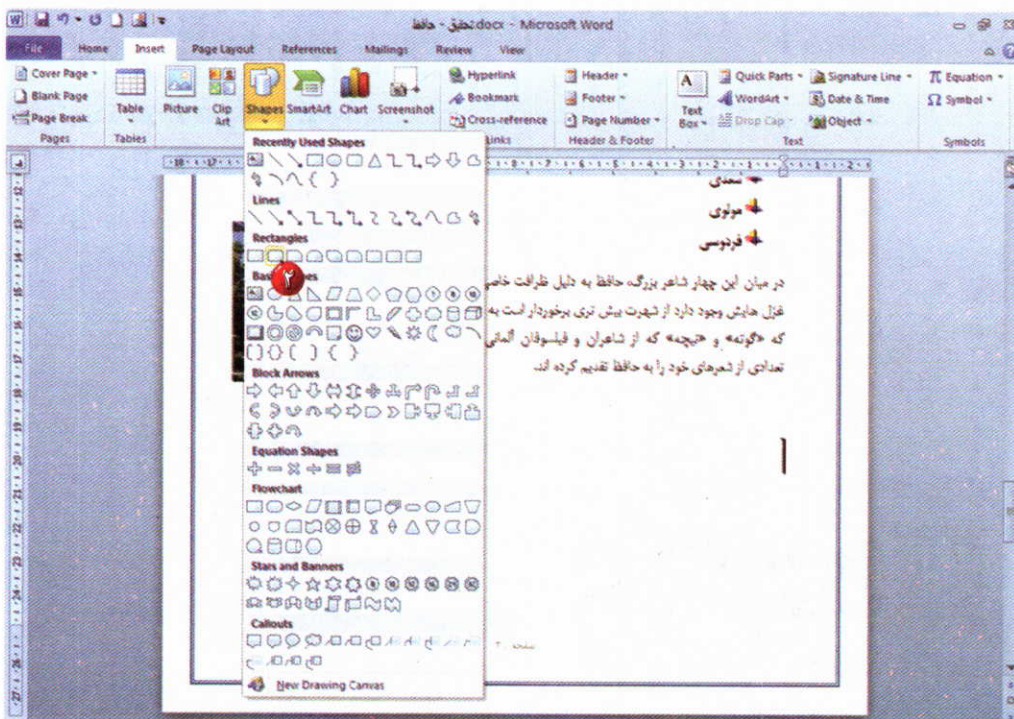 تحقیق - حافظ.docx - Microsoft Word
File Home Insert Page Layout References Mailings Review View
Cover Page
Blank Page
Page Break
Pages
Table
Tables
Picture
Clip Art
Shapes
SmartArt
Chart
Screenshot
Hyperlink
Bookmark
Cross-reference
Links
Header
Footer
Page Number
Header & Footer
Text Box
Quick Parts
WordArt
Drop Cap
Signature Line
Date & Time
Object
Text
Equation
Symbol
Symbols
Recently Used Shapes
Lines
Rectangles
۲
Block Arrows
Equation Shapes
Flowchart
Stars and Banners
Callouts
New Drawing Canvas
سعدی
مولوی
فردوسی
در میان این چهار شاعر بزرگ، حافظ به دلیل ظرافت خاصی
غزل هایش وجود دارد از شهرت بیش تری برخوردار است به
که «گوته» و «نیچه» که از شاعران و فیلسوفان آلمانی
تعدادی از شعرهای خود را به حافظ تقدیم کرده اند.
صفحه ۲۰